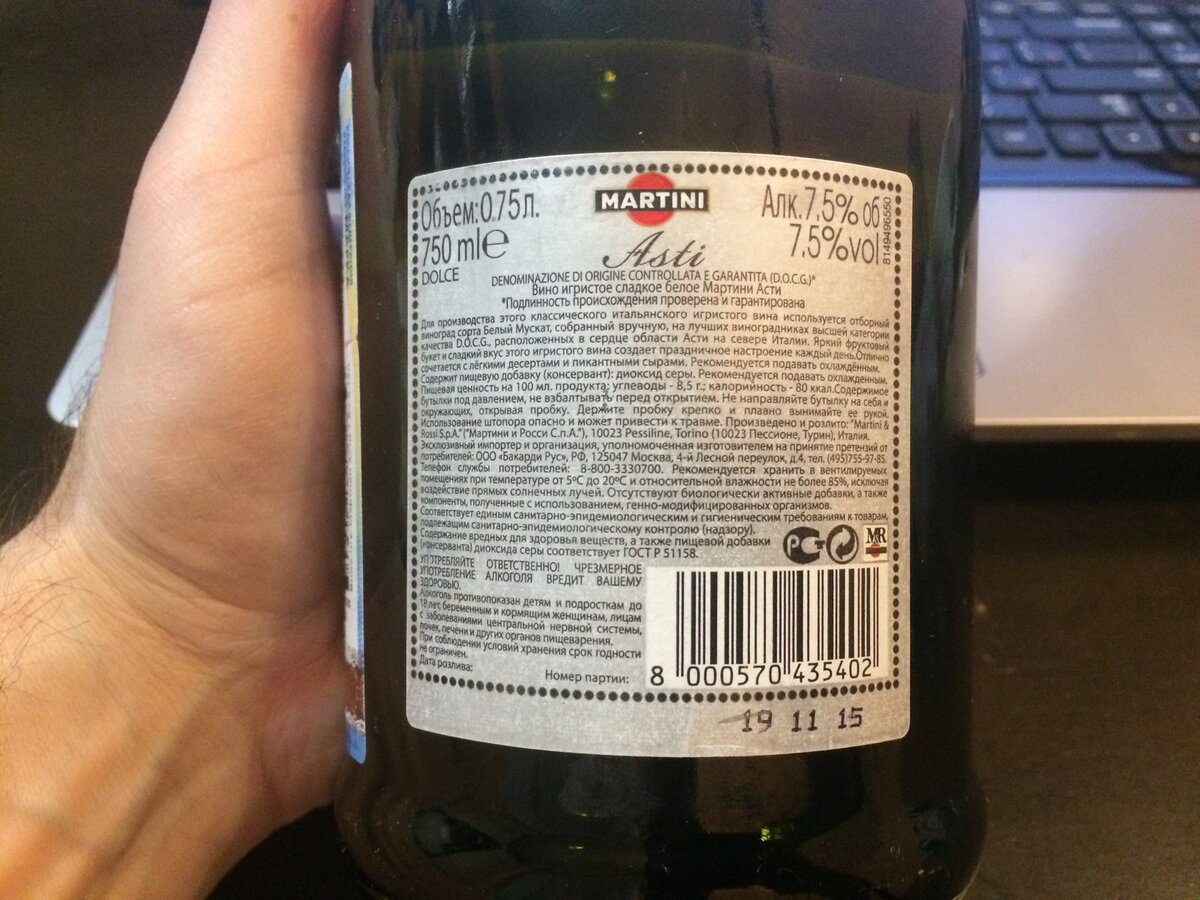 Объем:0.75л.
750 ml e
DOLCE
MARTINI
Алк.7.5% об
7.5%vol
8149496550
Asti
DENOMINAZIONE DI ORIGINE CONTROLLATA E GARANTITA (D.O.C.G.)*
Вино игристое сладкое белое Мартини Асти
*Подлинность происхождения проверена и гарантирована
Для производства этого классического итальянского игристого вина используется отборный
виноград сорта Белый Мускат, собранный вручную, на лучших виноградниках высшей категории
качества D.O.C.G., расположенных в сердце области Асти на севере Италии. Яркий фруктовый
букет и сладкий вкус этого игристого вина создает праздничное настроение каждый день.Отлично
сочетается с лёгкими десертами и пикантными сырами. Рекомендуется подавать охлаждённым.
Содержит пищевую добавку (консервант): диоксид серы. Рекомендуется подавать охлажденным.
Пищевая ценность на 100 мл. продукта: углеводы - 8,5 г.; калорийность - 80 ккал.Содержимое
бутылки под давлением, не взбалтывать перед открытием. Не направляйте бутылку на себя и
окружающих, открывая пробку. Держите пробку крепко и плавно вынимайте ее рукой.
Использование штопора опасно и может привести к травме. Произведено и розлито: "Martini &
Rossi S.p.A." ("Мартини и Росси С.п.А."), 10023 Pessiline, Torino (10023 Пессионе, Турин), Италия.
Эксклюзивный импортер и организация, уполномоченная изготовителем на принятие претензий от
потребителей: ООО «Бакарди Рус», РФ, 125047 Москва, 4-й Лесной переулок, д.4, тел. (495)755-97-85.
Телефон службы потребителей: 8-800-3330700. Рекомендуется хранить в вентилируемых
помещениях при температуре от 5ºC до 20ºC и относительной влажности не более 85%, исключая
воздействие прямых солнечных лучей. Отсутствуют биологически активные добавки, а также
компоненты, полученные с использованием, генно-модифицированных организмов.
Соответствует единым санитарно-эпидемиологическим и гигиеническим требованиям к товарам,
подлежащим санитарно-эпидемиологическому контролю (надзору).
Содержание вредных для здоровья веществ, а также пищевой добавки
(консерванта) диоксида серы соответствует ГОСТ Р 51158.
РСТ
M&R
УПОТРЕБЛЯЙТЕ ОТВЕТСТВЕННО! ЧРЕЗМЕРНОЕ
УПОТРЕБЛЕНИЕ АЛКОГОЛЯ ВРЕДИТ ВАШЕМУ
ЗДОРОВЬЮ.
Алкоголь противопоказан детям и подросткам до
18 лет, беременным и кормящим женщинам, лицам
с заболеваниями центральной нервной системы,
почек, печени и других органов пищеварения.
При соблюдении условий хранения срок годности
не ограничен.
Дата розлива:
Номер партии:
8 000570 435402
19 11 15